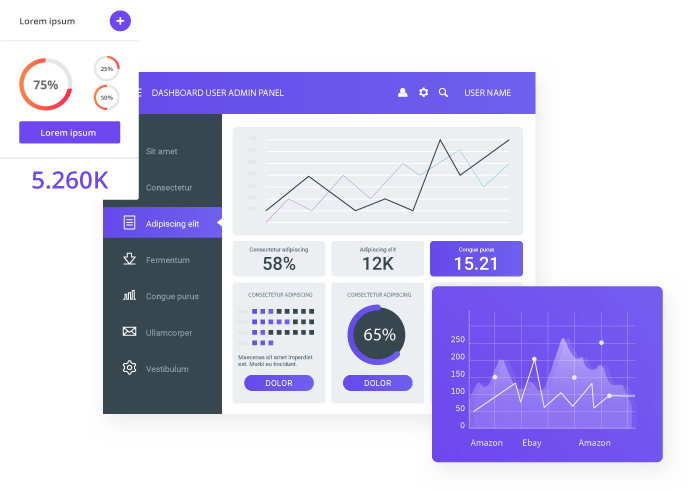 Lorem ipsum
+
75%
25%
50%
Lorem ipsum
5.260K
DASHBOARD USER ADMIN PANEL
USER NAME
Sit amet
Consectetur
Adipiscing elit
Fermentum
Congue purus
Ullamcorper
Vestibulum
Consectetur adipiscing
58%
Adipiscing elit
12K
Congue purus
15.21
CONSECTETUR ADIPISCING
Maecenas sit amet imperdiet
est. Morbi eu tincidunt.
DOLOR
CONSECTETUR ADIPISCING
65%
DOLOR
250
200
150
100
50
0
Amazon
Ebay
Amazon